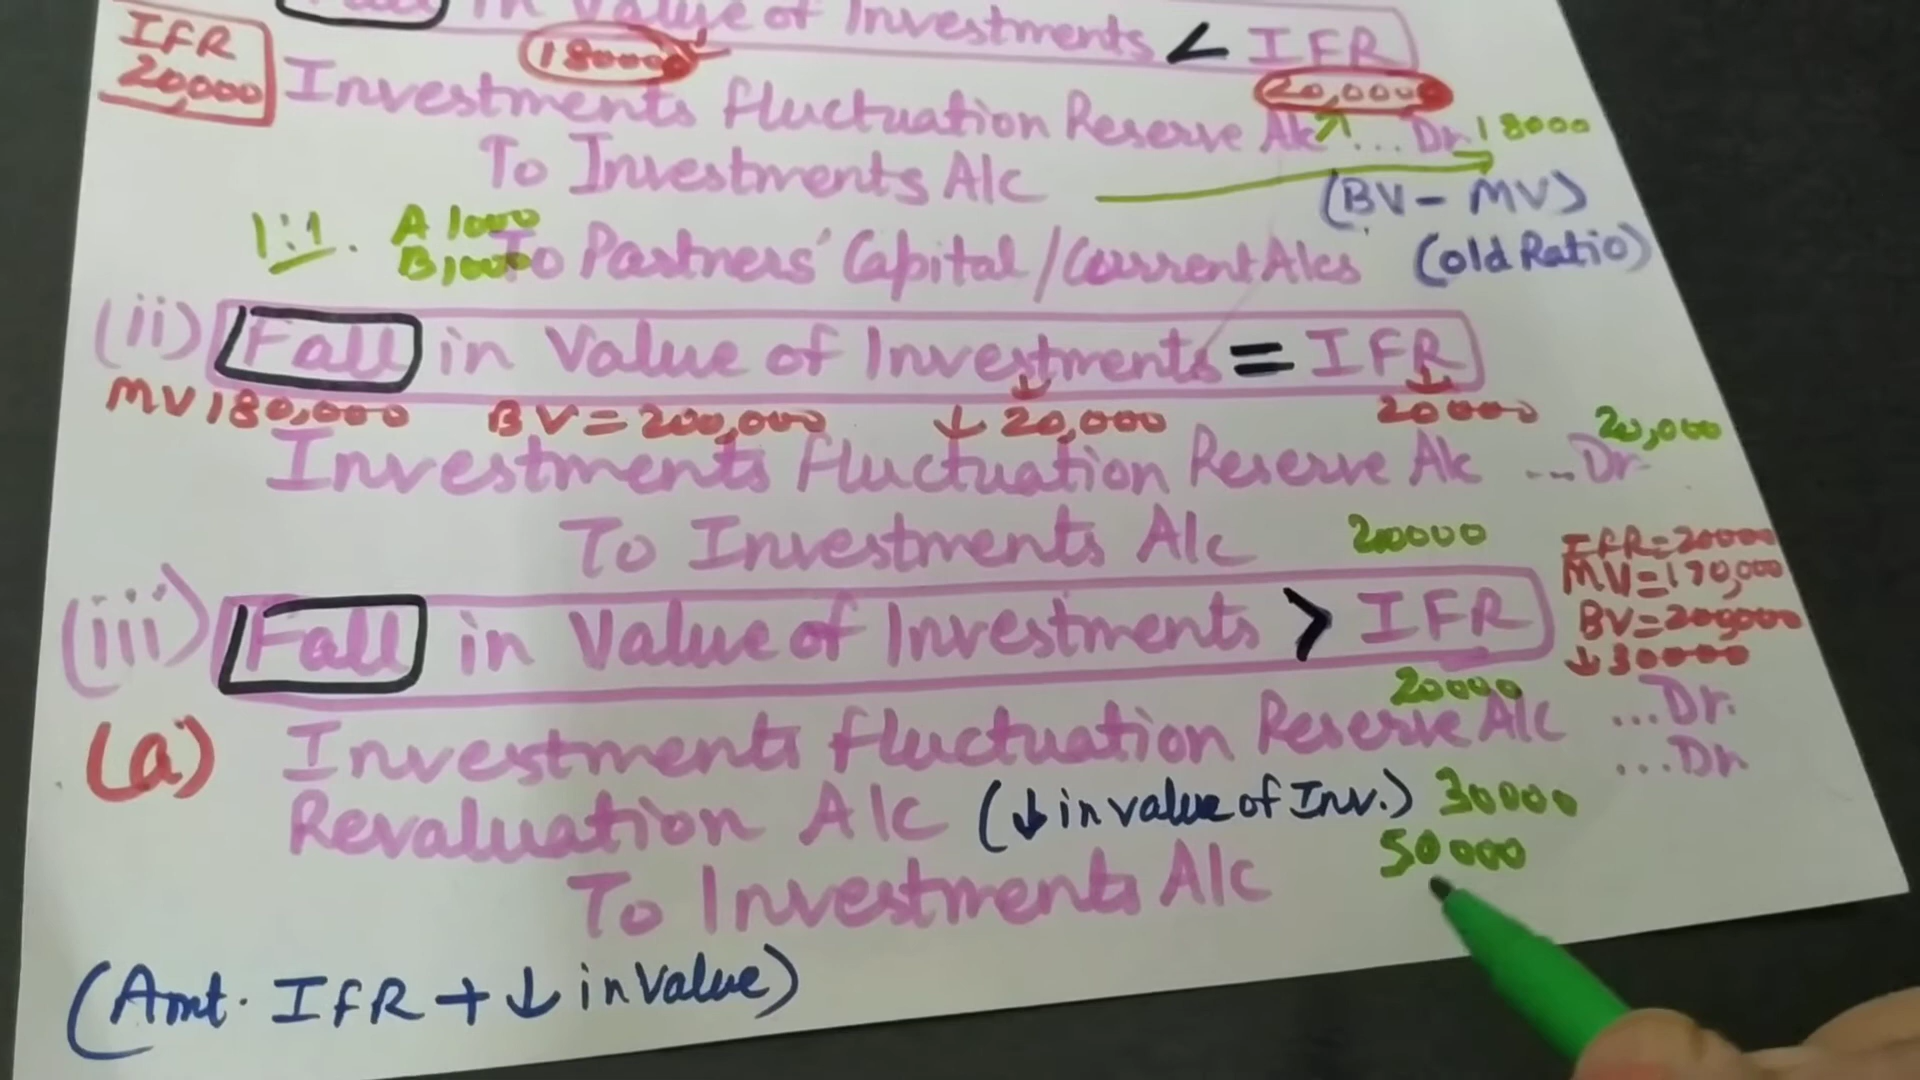 in Value of Investments < IFR
IFR
20000
18000
20,000
Investments fluctuation Reserve A/c ... Dr 18000
To Investments A/c
(BV - MV)
1:1. A 1000
B 1000
To Partners' Capital/Current A/cs (old Ratio)
(ii) Fall in Value of Investments = IFR
MV 180,000 BV = 200,000 ↓ 20,000 20000
20,000
Investments Fluctuation Reserve A/c ...Dr
To Investments A/c 20000
IFR = 20000
MV = 170,000
BV = 200,000
↓ 30000
(iii) Fall in Value of Investments > IFR
20000
(a) Investments fluctuation Reserve A/c ...Dr.
Revaluation A/c (↓ in value of Inv.) 30000 ...Dr
To Investments A/c 50000
(Amt. IFR + ↓ in Value)